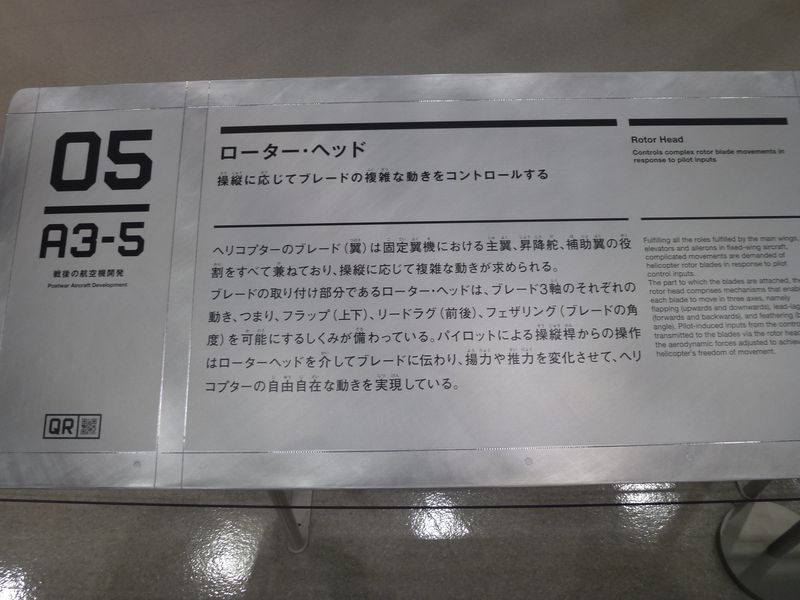 05
A3-5
戦後の航空機開発
Postwar Aircraft Development
QR
ローター・ヘッド
操縦に応じてブレードの複雑な動きをコントロールする
ヘリコプターのブレード（翼）は固定翼機における主翼、昇降舵、補助翼の役
割をすべて兼ねており、操縦に応じて複雑な動きが求められる。
ブレードの取り付け部分であるローター・ヘッドは、ブレード3軸のそれぞれの
動き、つまり、フラップ（上下）、リードラグ（前後）、フェザリング（ブレードの角
度）を可能にするしくみが備わっている。パイロットによる操縦桿からの操作
はローターヘッドを介してブレードに伝わり、揚力や推力を変化させて、ヘリ
コプターの自由自在な動きを実現している。
Rotor Head
Controls complex rotor blade movements in
response to pilot inputs
Fulfilling all the roles fulfilled by the main wings,
elevators and ailerons in fixed-wing aircraft,
complicated movements are demanded of
helicopter rotor blades in response to pilot
control inputs.
The part to which the blades are attached, the
rotor head comprises mechanisms that enab
each blade to move in three axes, namely
flapping (upwards and downwards), lead-lag
(forwards and backwards), and feathering (b
angle). Pilot-induced inputs from the contro
transmitted to the blades via the rotor head
the aerodynamic forces adjusted to achiev
helicopter's freedom of movement.